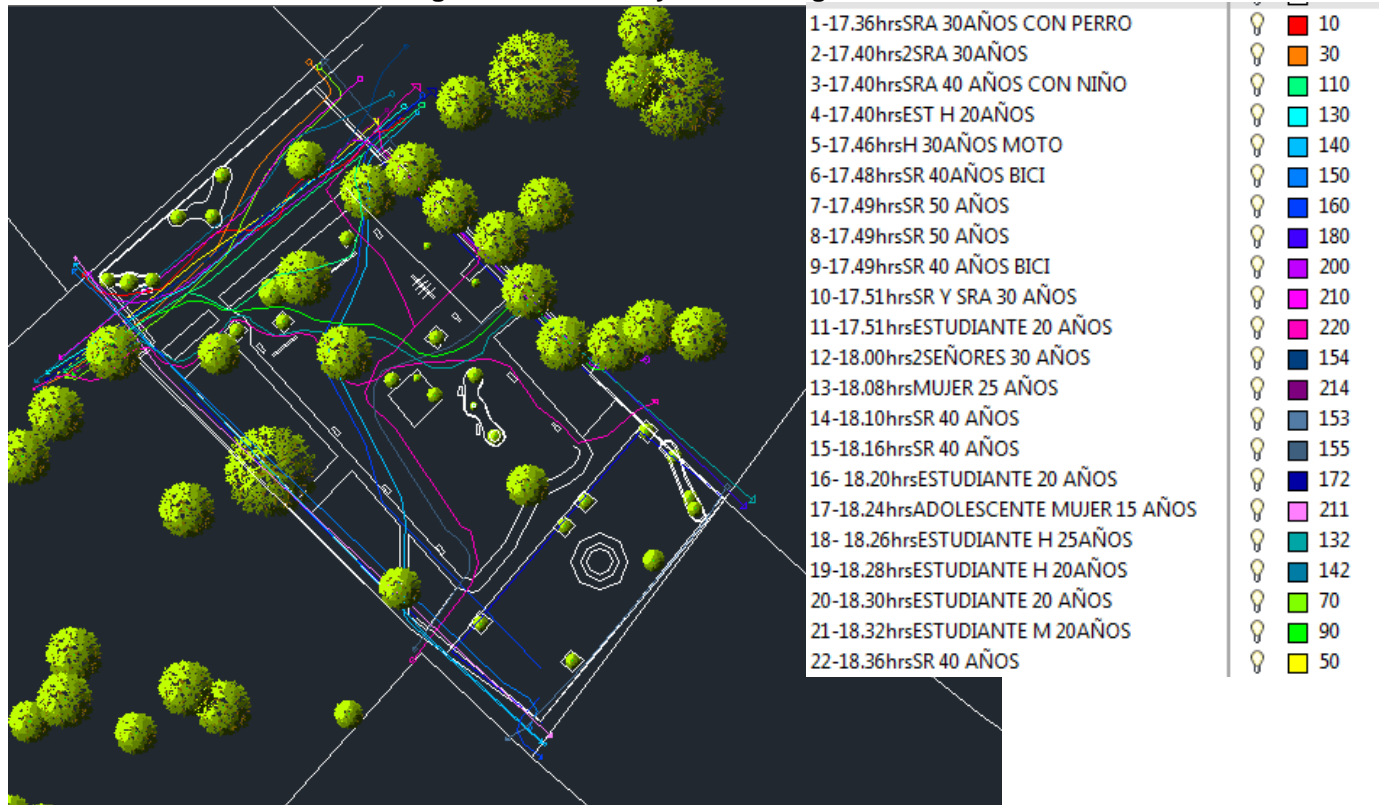 1-17.36hrsSRA 30AÑOS CON PERRO 10
2-17.40hrs2SRA 30AÑOS 30
3-17.40hrsSRA 40 AÑOS CON NIÑO 110
4-17.40hrsEST H 20AÑOS 130
5-17.46hrsH 30AÑOS MOTO 140
6-17.48hrsSR 40AÑOS BICI 150
7-17.49hrsSR 50 AÑOS 160
8-17.49hrsSR 50 AÑOS 180
9-17.49hrsSR 40 AÑOS BICI 200
10-17.51hrsSR Y SRA 30 AÑOS 210
11-17.51hrsESTUDIANTE 20 AÑOS 220
12-18.00hrs2SEÑORES 30 AÑOS 154
13-18.08hrsMUJER 25 AÑOS 214
14-18.10hrsSR 40 AÑOS 153
15-18.16hrsSR 40 AÑOS 155
16- 18.20hrsESTUDIANTE 20 AÑOS 172
17-18.24hrsADOLESCENTE MUJER 15 AÑOS 211
18- 18.26hrsESTUDIANTE H 25AÑOS 132
19-18.28hrsESTUDIANTE H 20AÑOS 142
20-18.30hrsESTUDIANTE 20 AÑOS 70
21-18.32hrsESTUDIANTE M 20AÑOS 90
22-18.36hrsSR 40 AÑOS 50